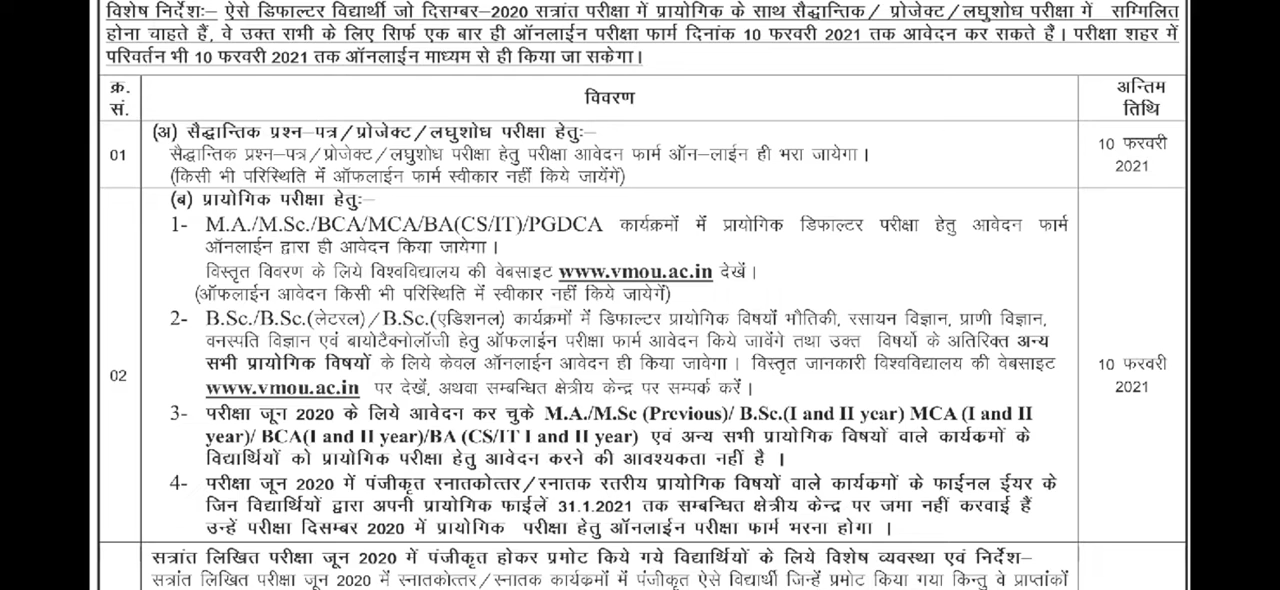 विशेष निर्देशः– ऐसे डिफाल्टर विद्यार्थी जो दिसम्बर–2020 सत्रांत परीक्षा में प्रायोगिक के साथ सैद्धान्तिक/ प्रोजेक्ट/लघुशोध परीक्षा में सम्मिलित
होना चाहते हैं, वे उक्त सभी के लिए सिर्फ एक बार ही ऑनलाईन परीक्षा फार्म दिनांक 10 फरवरी 2021 तक आवेदन कर सकते है। परीक्षा शहर में
परिवर्तन भी 10 फरवरी 2021 तक ऑनलाईन माध्यम से ही किया जा सकेगा।
क्र. सं.
विवरण
अन्तिम तिथि
01
(अ) सैद्धान्तिक प्रश्न–पत्र/प्रोजेक्ट/लघुशोध परीक्षा हेतुः–
सैद्धान्तिक प्रश्न–पत्र/प्रोजेक्ट/लघुशोध परीक्षा हेतु परीक्षा आवेदन फार्म ऑन–लाईन ही भरा जायेगा।
(किसी भी परिस्थिति में ऑफलाईन फार्म स्वीकार नहीं किये जायेंगें)
10 फरवरी
2021
02
(ब) प्रायोगिक परीक्षा हेतुः–
1- M.A./M.Sc./BCA/MCA/BA(CS/IT)/PGDCA कार्यक्रमों में प्रायोगिक डिफाल्टर परीक्षा हेतु आवेदन फार्म
ऑनलाईन द्वारा ही आवेदन किया जायेगा।
विस्तृत विवरण के लिये विश्वविद्यालय की वेबसाइट www.vmou.ac.in देखें।
(ऑफलाईन आवेदन किसी भी परिस्थिति में स्वीकार नहीं किये जायेगें)
2- B.Sc./B.Sc.(लेटरल)/B.Sc.(एडिशनल) कार्यक्रमों में डिफाल्टर प्रायोगिक विषयों भौतिकी, रसायन विज्ञान, प्राणी विज्ञान,
वनस्पति विज्ञान एवं बायोटैक्नोलॉजी हेतु ऑफलीन परीक्षा फार्म आवेदन किये जावेंगे तथा उक्त विषयों के अतिरिक्त अन्य
सभी प्रायोगिक विषयों के लिये केवल ऑनलाईन आवेदन ही किया जावेगा। विस्तृत जानकारी विश्वविद्यालय की वेबसाइट
www.vmou.ac.in पर देखें, अथवा सम्बन्धित क्षेत्रीय केन्द्र पर सम्पर्क करें।
3- परीक्षा जून 2020 के लिये आवेदन कर चुके M.A./M.Sc (Previous)/ B.Sc.(I and II year) MCA (I and II
year)/ BCA(I and II year)/BA (CS/IT I and II year) एवं अन्य सभी प्रायोगिक विषयों वाले कार्यकमों के
विद्यार्थियों को प्रायोगिक परीक्षा हेतु आवेदन करने की आवश्यकता नहीं है ।
4- परीक्षा जून 2020 में पंजीकृत स्नातकोत्तर/स्नातक स्तरीय प्रायोगिक विषयों वाले कार्यकमों के फाईनल ईयर के
जिन विद्यार्थियों द्वारा अपनी प्रायोगिक फाईलें 31.1.2021 तक सम्बन्धित क्षेत्रीय केन्द्र पर जमा नहीं करवाई हैं
उन्हें परीक्षा दिसम्बर 2020 में प्रायोगिक परीक्षा हेतु ऑनलाईन परीक्षा फार्म भरना होगा ।
10 फरवरी
2021
सत्रांत लिखित परीक्षा जून 2020 में पंजीकृत होकर प्रमोट किये गये विद्यार्थियों के लिये विशेष व्यवस्था एवं निर्देश–
सत्रांत लिखित परीक्षा जून 2020 में स्नातकोत्तर/स्नातक कार्यकमों में पंजीकृत ऐसे विद्यार्थी जिन्हें प्रमोट किया गया किन्तु वे प्राप्तांकों